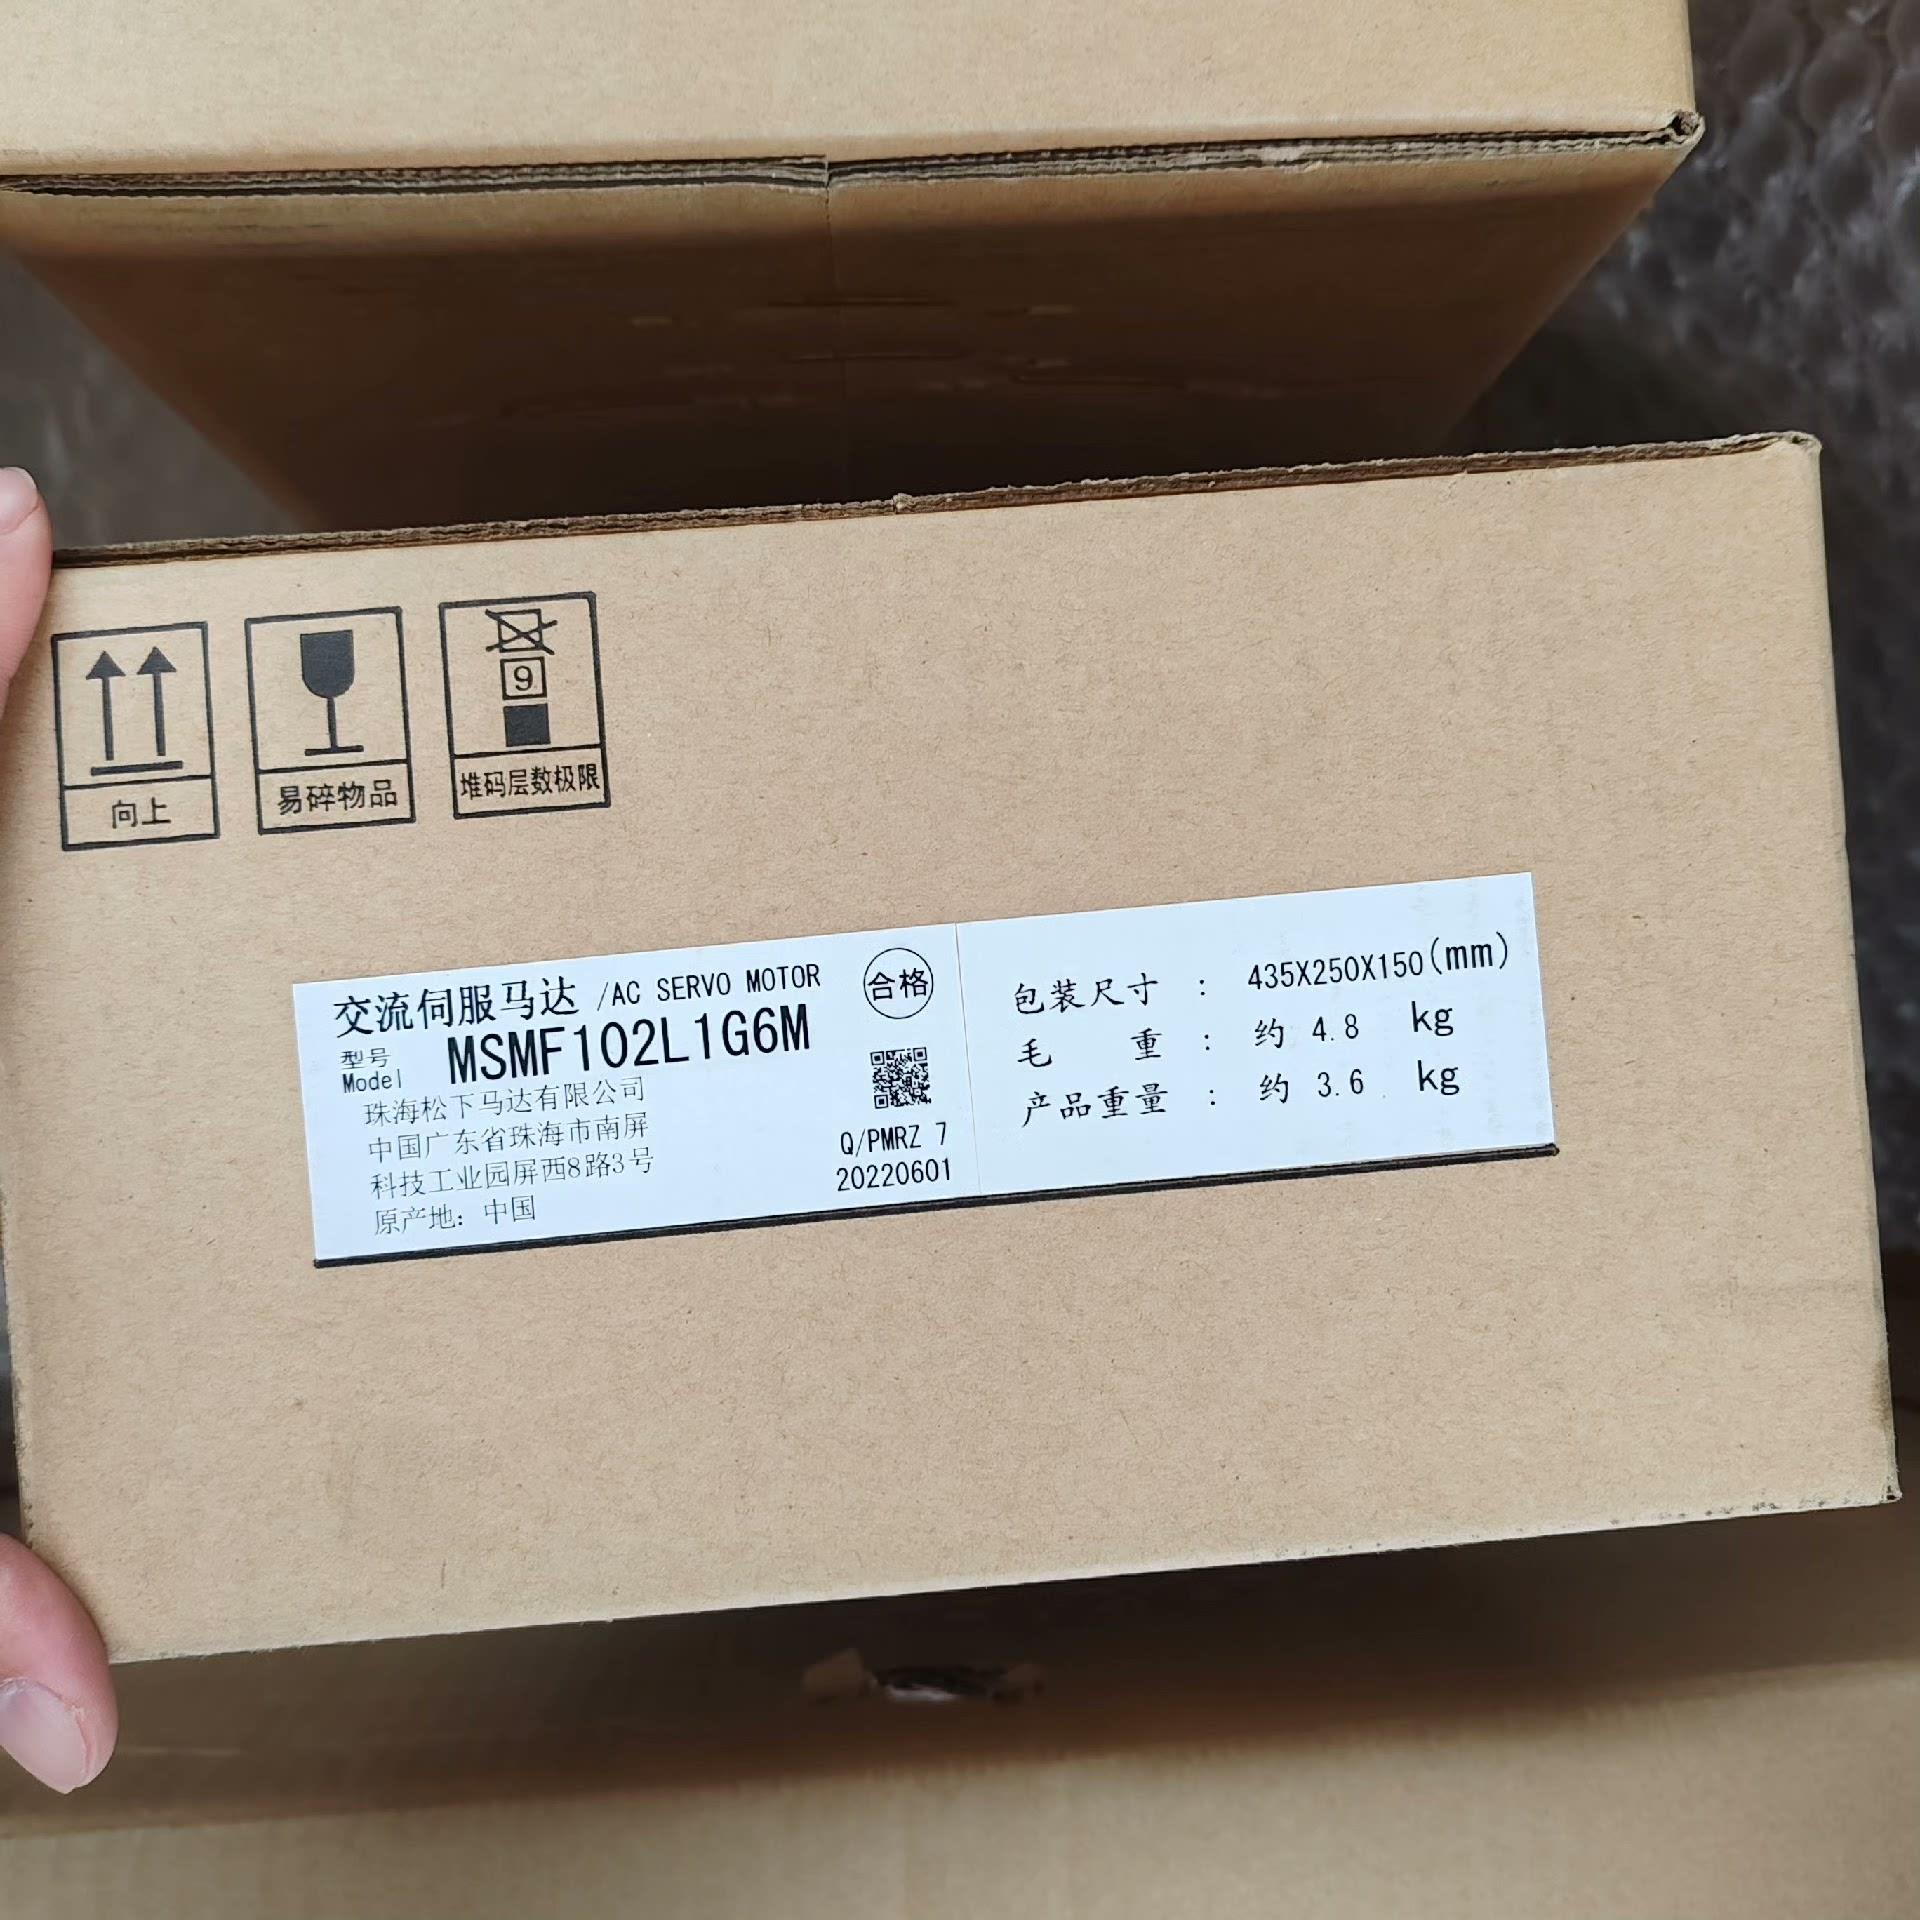 向上
易碎物品
9
堆码层数极限
交流伺服马达 /AC SERVO MOTOR
合格
型号
Model
MSMF102L1G6M
珠海松下马达有限公司
中国广东省珠海市南屏
科技工业园屏西8路3号
原产地: 中国
Q/PMRZ 7
20220601
包装尺寸 : 435X250X150(mm)
毛 重 : 约 4.8 kg
产品重量 : 约 3.6 kg